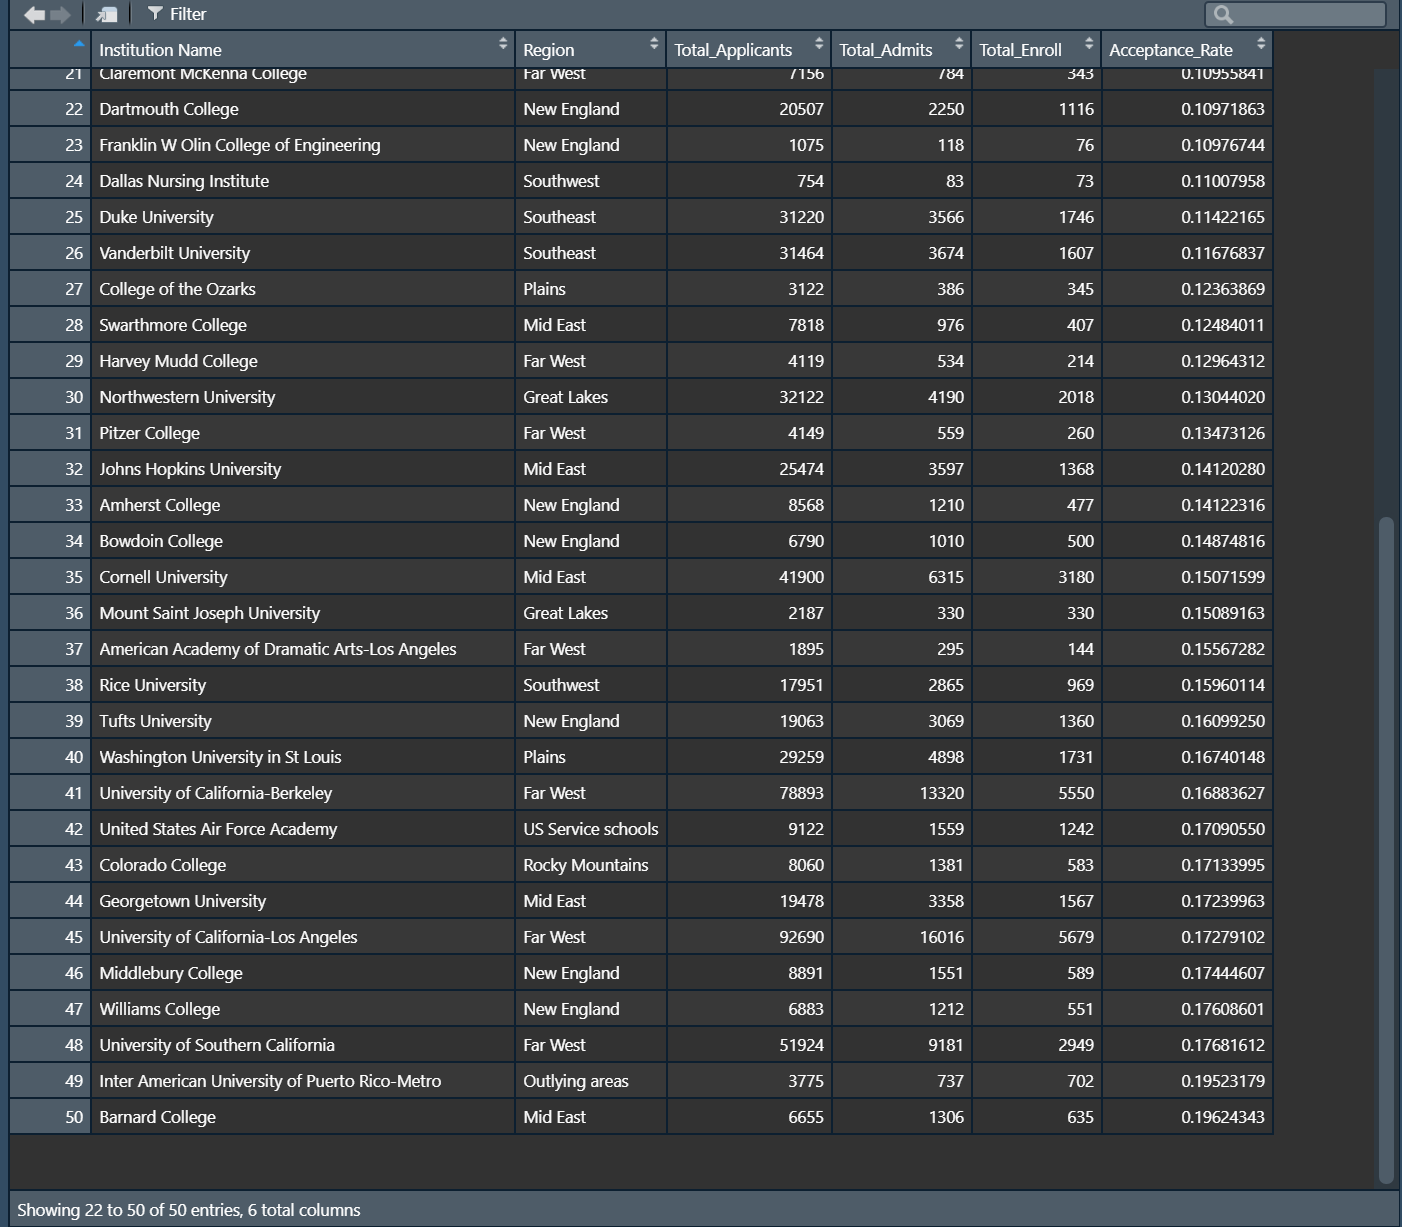 Filter
Institution Name Region Total_Applicants Total_Admits Total_Enroll Acceptance_Rate
21 Claremont McKenna College Far West 7156 784 343 0.10955841
22 Dartmouth College New England 20507 2250 1116 0.10971863
23 Franklin W Olin College of Engineering New England 1075 118 76 0.10976744
24 Dallas Nursing Institute Southwest 754 83 73 0.11007958
25 Duke University Southeast 31220 3566 1746 0.11422165
26 Vanderbilt University Southeast 31464 3674 1607 0.11676837
27 College of the Ozarks Plains 3122 386 345 0.12363869
28 Swarthmore College Mid East 7818 976 407 0.12484011
29 Harvey Mudd College Far West 4119 534 214 0.12964312
30 Northwestern University Great Lakes 32122 4190 2018 0.13044020
31 Pitzer College Far West 4149 559 260 0.13473126
32 Johns Hopkins University Mid East 25474 3597 1368 0.14120280
33 Amherst College New England 8568 1210 477 0.14122316
34 Bowdoin College New England 6790 1010 500 0.14874816
35 Cornell University Mid East 41900 6315 3180 0.15071599
36 Mount Saint Joseph University Great Lakes 2187 330 330 0.15089163
37 American Academy of Dramatic Arts-Los Angeles Far West 1895 295 144 0.15567282
38 Rice University Southwest 17951 2865 969 0.15960114
39 Tufts University New England 19063 3069 1360 0.16099250
40 Washington University in St Louis Plains 29259 4898 1731 0.16740148
41 University of California-Berkeley Far West 78893 13320 5550 0.16883627
42 United States Air Force Academy US Service schools 9122 1559 1242 0.17090550
43 Colorado College Rocky Mountains 8060 1381 583 0.17133995
44 Georgetown University Mid East 19478 3358 1567 0.17239963
45 University of California-Los Angeles Far West 92690 16016 5679 0.17279102
46 Middlebury College New England 8891 1551 589 0.17444607
47 Williams College New England 6883 1212 551 0.17608601
48 University of Southern California Far West 51924 9181 2949 0.17681612
49 Inter American University of Puerto Rico-Metro Outlying areas 3775 737 702 0.19523179
50 Barnard College Mid East 6655 1306 635 0.19624343
Showing 22 to 50 of 50 entries, 6 total columns